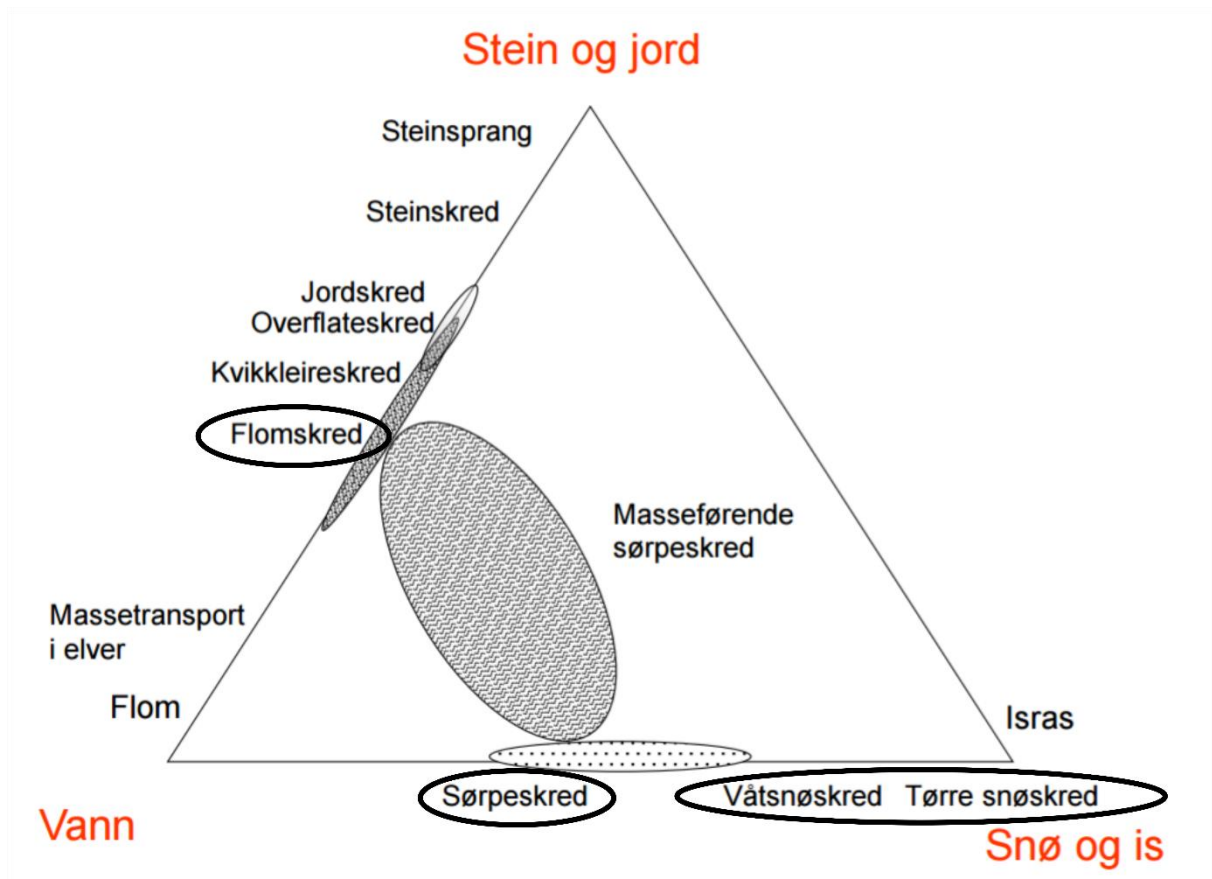 Stein og jord
Steinsprang
Steinskred
Jordskred
Overflateskred
Kvikkleireskred
Flomskred
Masseførende
sørpeskred
Massetransport
i elver
Flom
Isras
Sørpeskred
Våtsnøskred Tørre snøskred
Vann
Snø og is